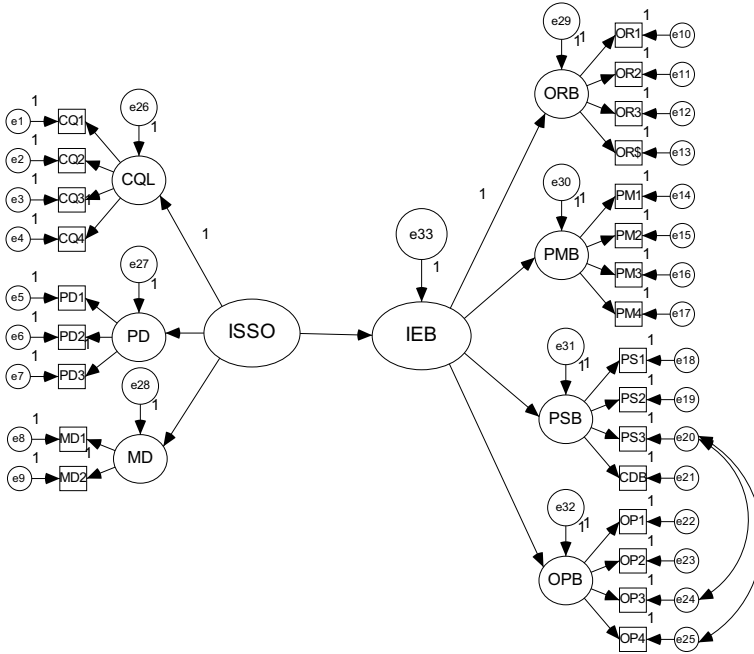 1
e1
CQ1
1
e2
CQ2
1
e3
CQ3
1
1
e4
CQ4
e26
1
CQL
1
e27
1
1
e5
PD1
1
e6
PD2
1
1
e7
PD3
PD
ISSO
e28
1
1
e8
MD1
1
1
e9
MD2
MD
e33
1
IEB
1
e29
1
1
ORB
1
OR1
e10
1
OR2
e11
1
OR3
e12
1
OR$
e13
e30
1
1
PMB
1
PM1
e14
1
PM2
e15
1
PM3
e16
1
PM4
e17
e31
1
1
PSB
1
PS1
e18
1
PS2
e19
1
PS3
e20
1
CDB
e21
e32
1
1
OPB
1
OP1
e22
1
OP2
e23
1
OP3
e24
1
OP4
e25